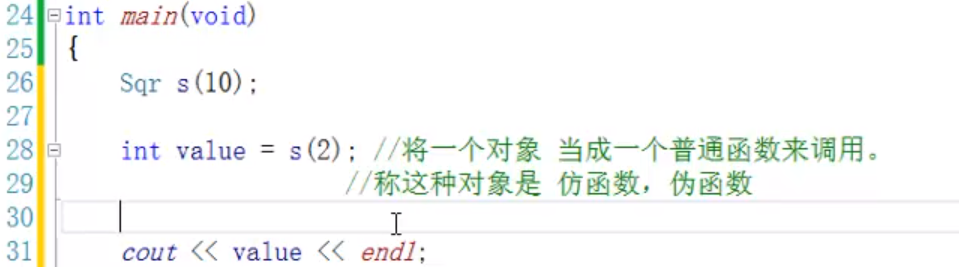 24 int main(void)
25 {
26 Sqr s(10);
27
28 int value = s(2); //将一个对象 当成一个普通函数来调用。
29 //称这种对象是 仿函数，伪函数
30
31 cout << value << endl;